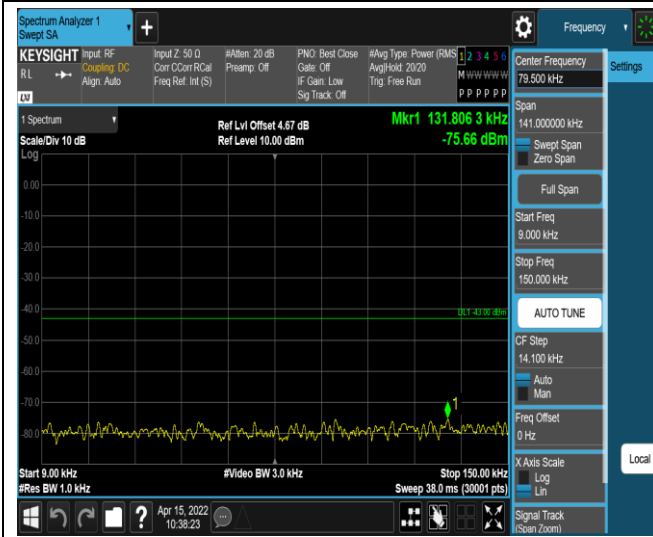 Spectrum Analyzer 1
Swept SA
+
Frequency
KEYSIGHT
RL
LXI
Input: RF
Coupling: DC
Align: Auto
Input Z: 50 Ω
Corr CCorr RCal
Freq Ref: Int (S)
#Atten: 20 dB
Preamp: Off
PNO: Best Close
Gate: Off
IF Gain: Low
Sig Track: Off
#Avg Type: Power (RMS
Avg|Hold: 20/20
Trig: Free Run
1 2 3 4 5 6
M W W W W W
P P P P P P
1 Spectrum
Scale/Div 10 dB
Log
Ref Lvl Offset 4.67 dB
Ref Level 10.00 dBm
Mkr1 131.806 3 kHz
-75.66 dBm
0.00
-10.0
-20.0
-30.0
-40.0
DL1 -43.00 dBm
-50.0
-60.0
-70.0
1
-80.0
Start 9.00 kHz
#Res BW 1.0 kHz
#Video BW 3.0 kHz
Stop 150.00 kHz
Sweep 38.0 ms (30001 pts)
?
Apr 15, 2022
10:38:23
Center Frequency
79.500 kHz
Settings
Span
141.000000 kHz
Swept Span
Zero Span
Full Span
Start Freq
9.000 kHz
Stop Freq
150.000 kHz
AUTO TUNE
CF Step
14.100 kHz
Auto
Man
Freq Offset
0 Hz
X Axis Scale
Log
Lin
Local
Signal Track
(Span Zoom)